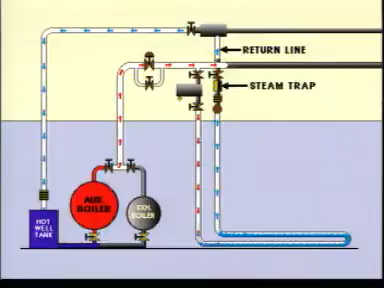 RETURN LINE
STEAM TRAP
AUX.
BOILER
EXH.
BOILER
HOT
WELL
TANK